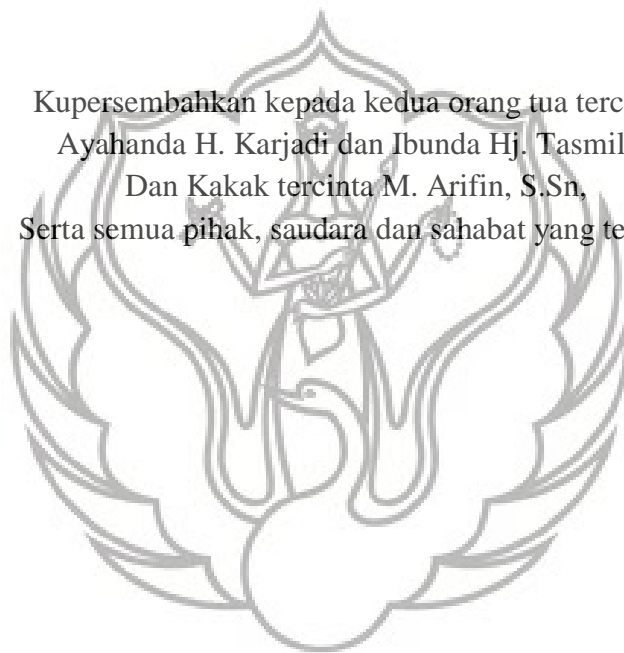 Kupersembahkan kepada kedua orang tua terc
Ayahanda H. Karjadi dan Ibunda Hj. Tasmil
Dan Kakak tercinta M. Arifin, S.Sn,
Serta semua pihak, saudara dan sahabat yang te